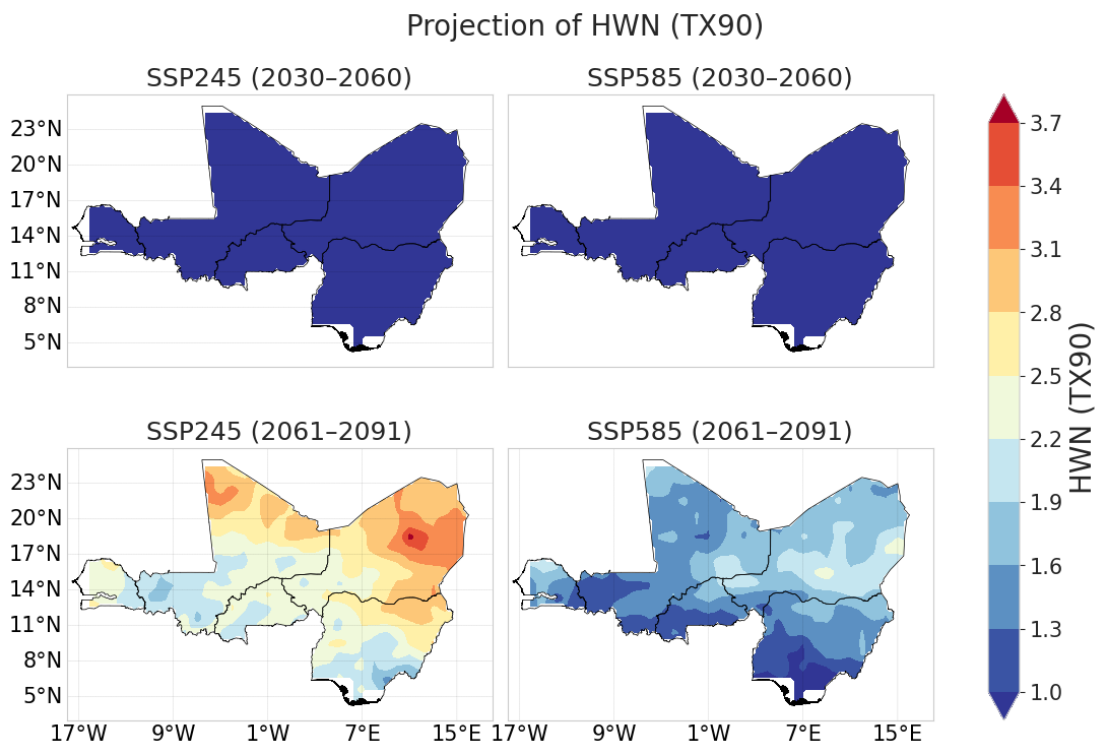 Projection of HWN (TX90)
SSP245 (2030–2060)
SSP585 (2030–2060)
23°N
20°N
17°N
14°N
11°N
8°N
5°N
SSP245 (2061–2091)
SSP585 (2061–2091)
23°N
20°N
17°N
14°N
11°N
8°N
5°N
17°W 9°W 1°W 7°E 15°E
17°W 9°W 1°W 7°E 15°E
3.7
3.4
3.1
2.8
2.5
2.2
1.9
1.6
1.3
1.0
HWN (TX90)